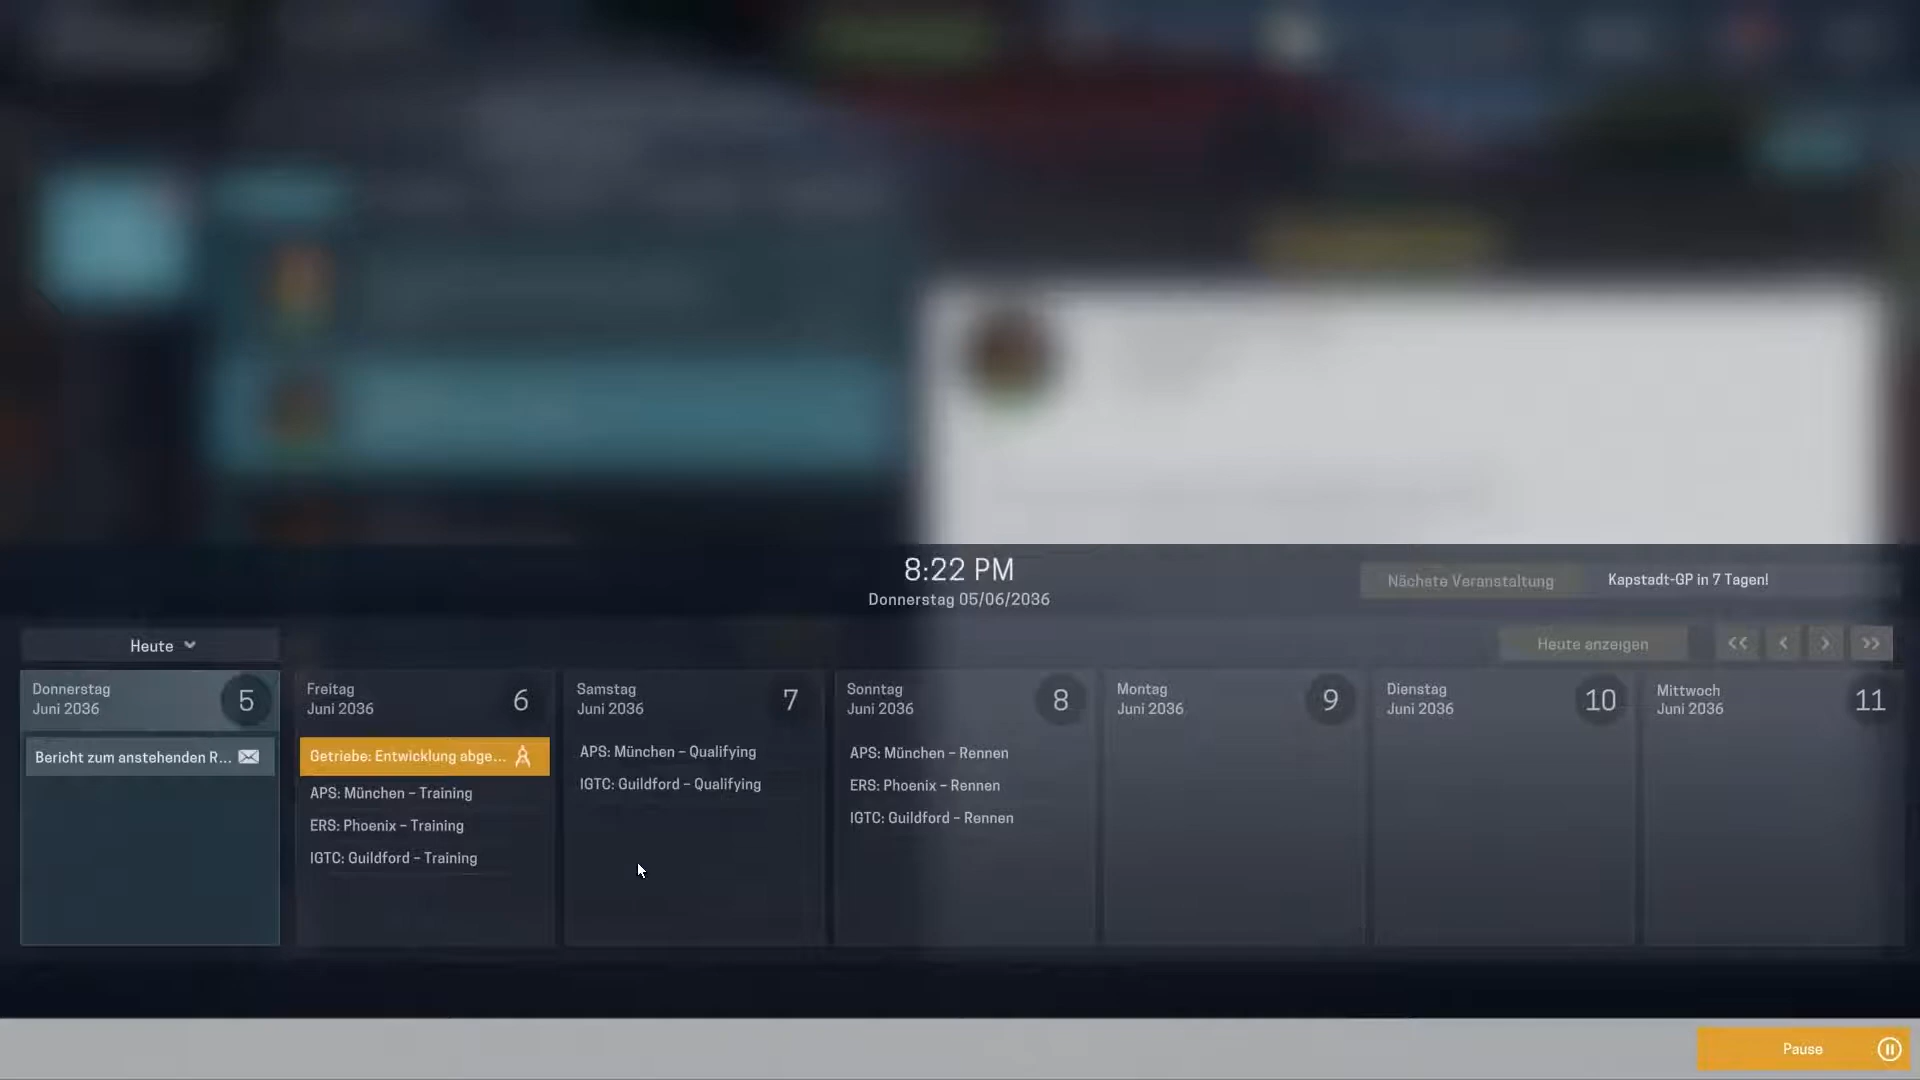 8:22 PM
Donnerstag 05/06/2036
Nächste Veranstaltung
Kapstadt-GP in 7 Tagen!
Heute
Heute anzeigen
<<
<
>
>>
Donnerstag
Juni 2036
5
Bericht zum anstehenden R...
Freitag
Juni 2036
6
Getriebe: Entwicklung abge...
APS: München – Training
ERS: Phoenix – Training
IGTC: Guildford – Training
Samstag
Juni 2036
7
APS: München – Qualifying
IGTC: Guildford – Qualifying
Sonntag
Juni 2036
8
APS: München – Rennen
ERS: Phoenix – Rennen
IGTC: Guildford – Rennen
Montag
Juni 2036
9
Dienstag
Juni 2036
10
Mittwoch
Juni 2036
11
Pause